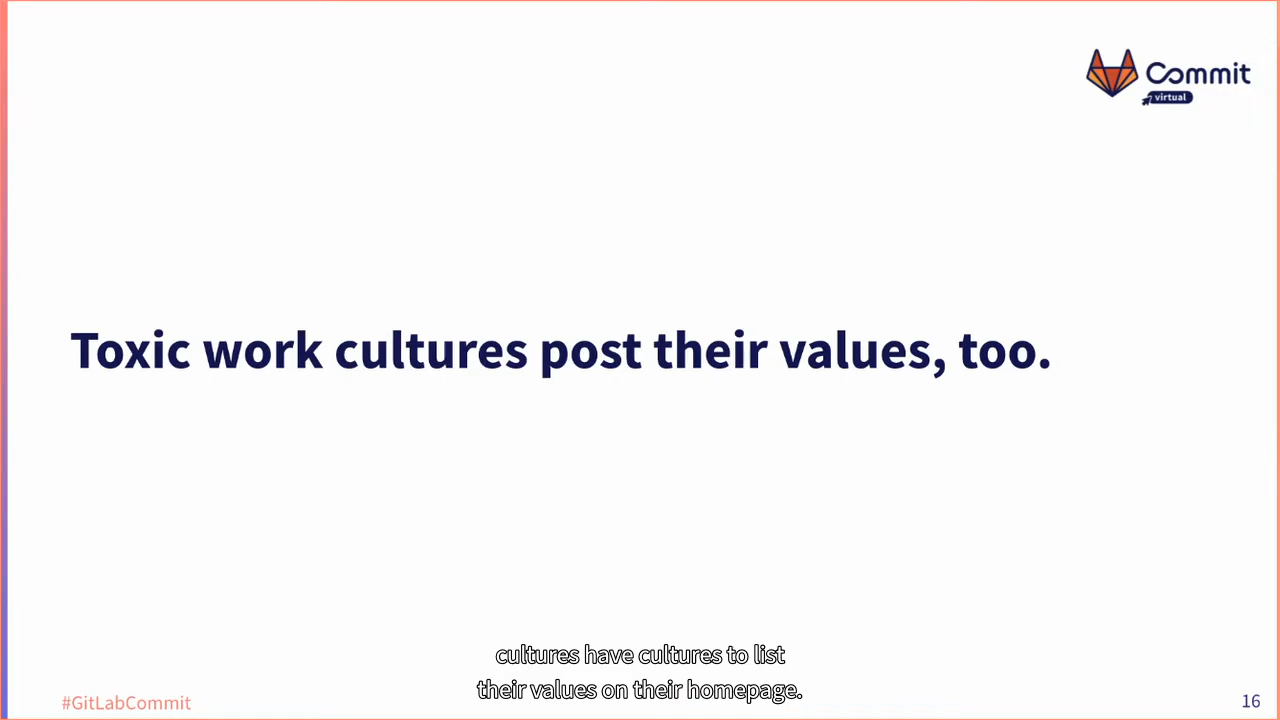 Commit
virtual
Toxic work cultures post their values, too.
cultures have cultures to list
their values on their homepage.
#GitLabCommit
16